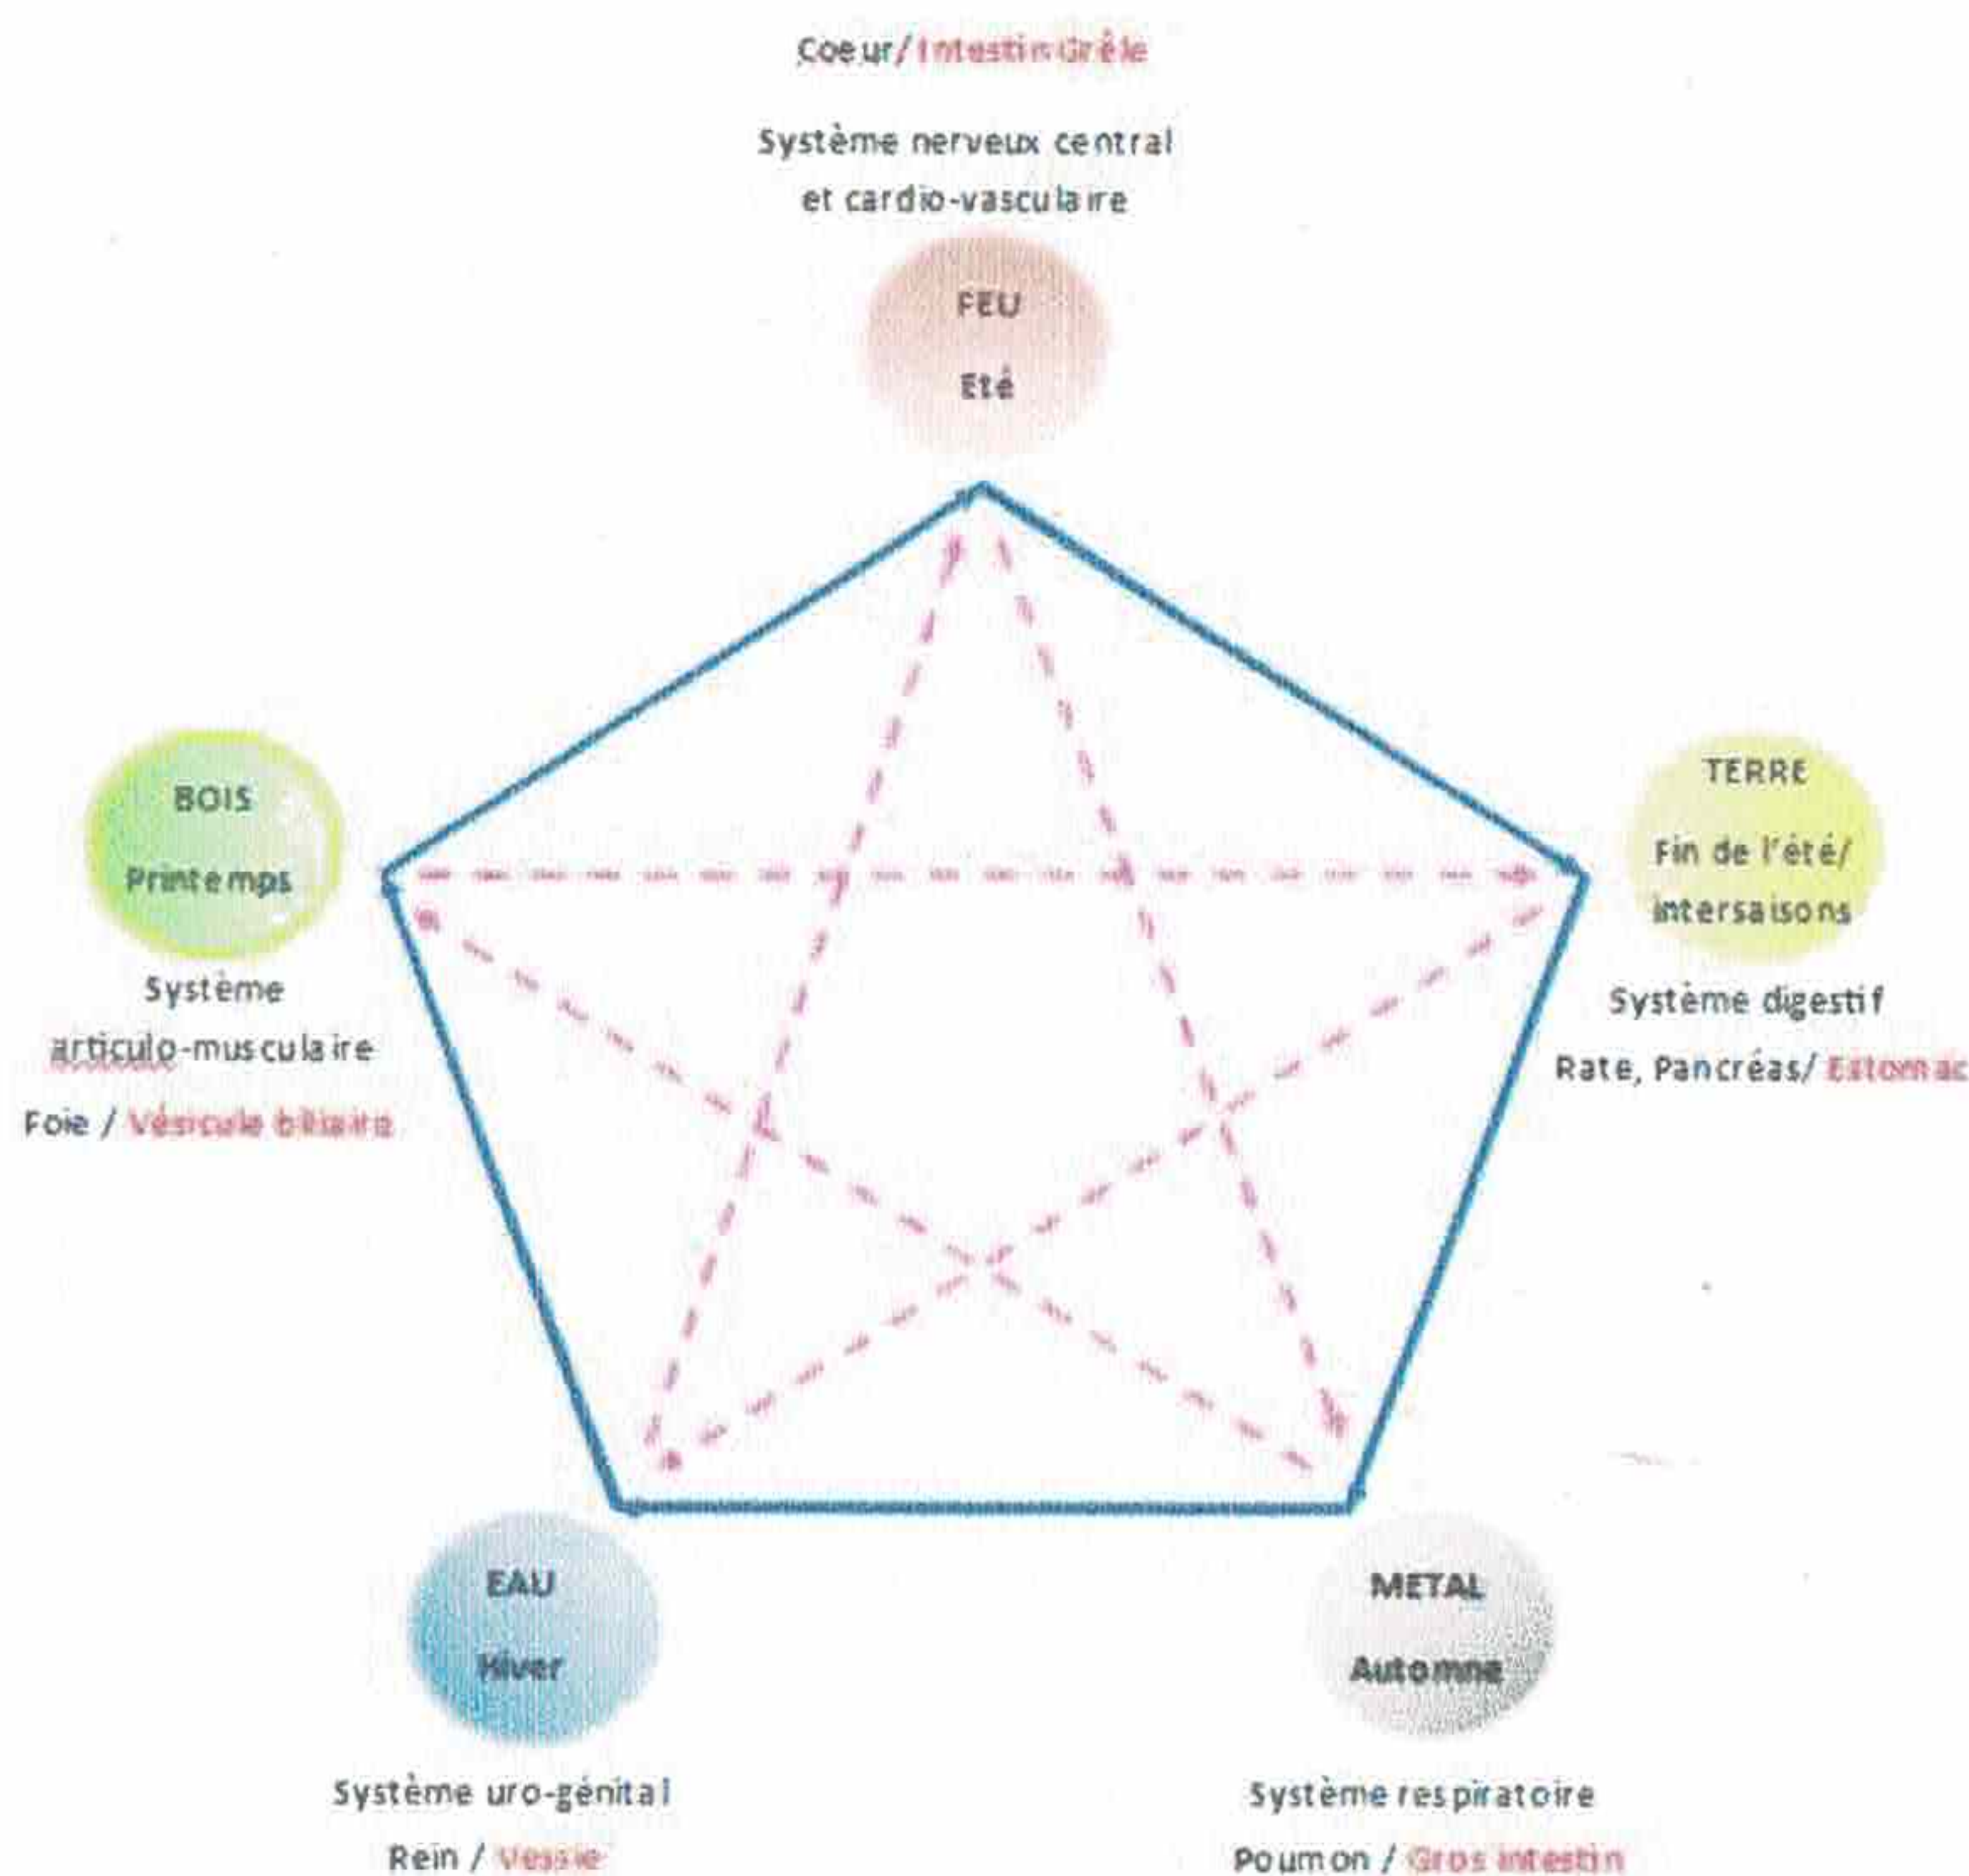 Coeur/Intestin Grêle
Système nerveux central
et cardio-vasculaire
FEU
Eté
BOIS
Printemps
Système
articulo-musculaire
Foie / Vésicule biliaire
TERRE
Fin de l'été/
intersaisons
Système digestif
Rate, Pancréas/ Estomac
EAU
Hiver
Système uro-génital
Rein / Vessie
METAL
Automne
Système respiratoire
Poumon / Gros intestin